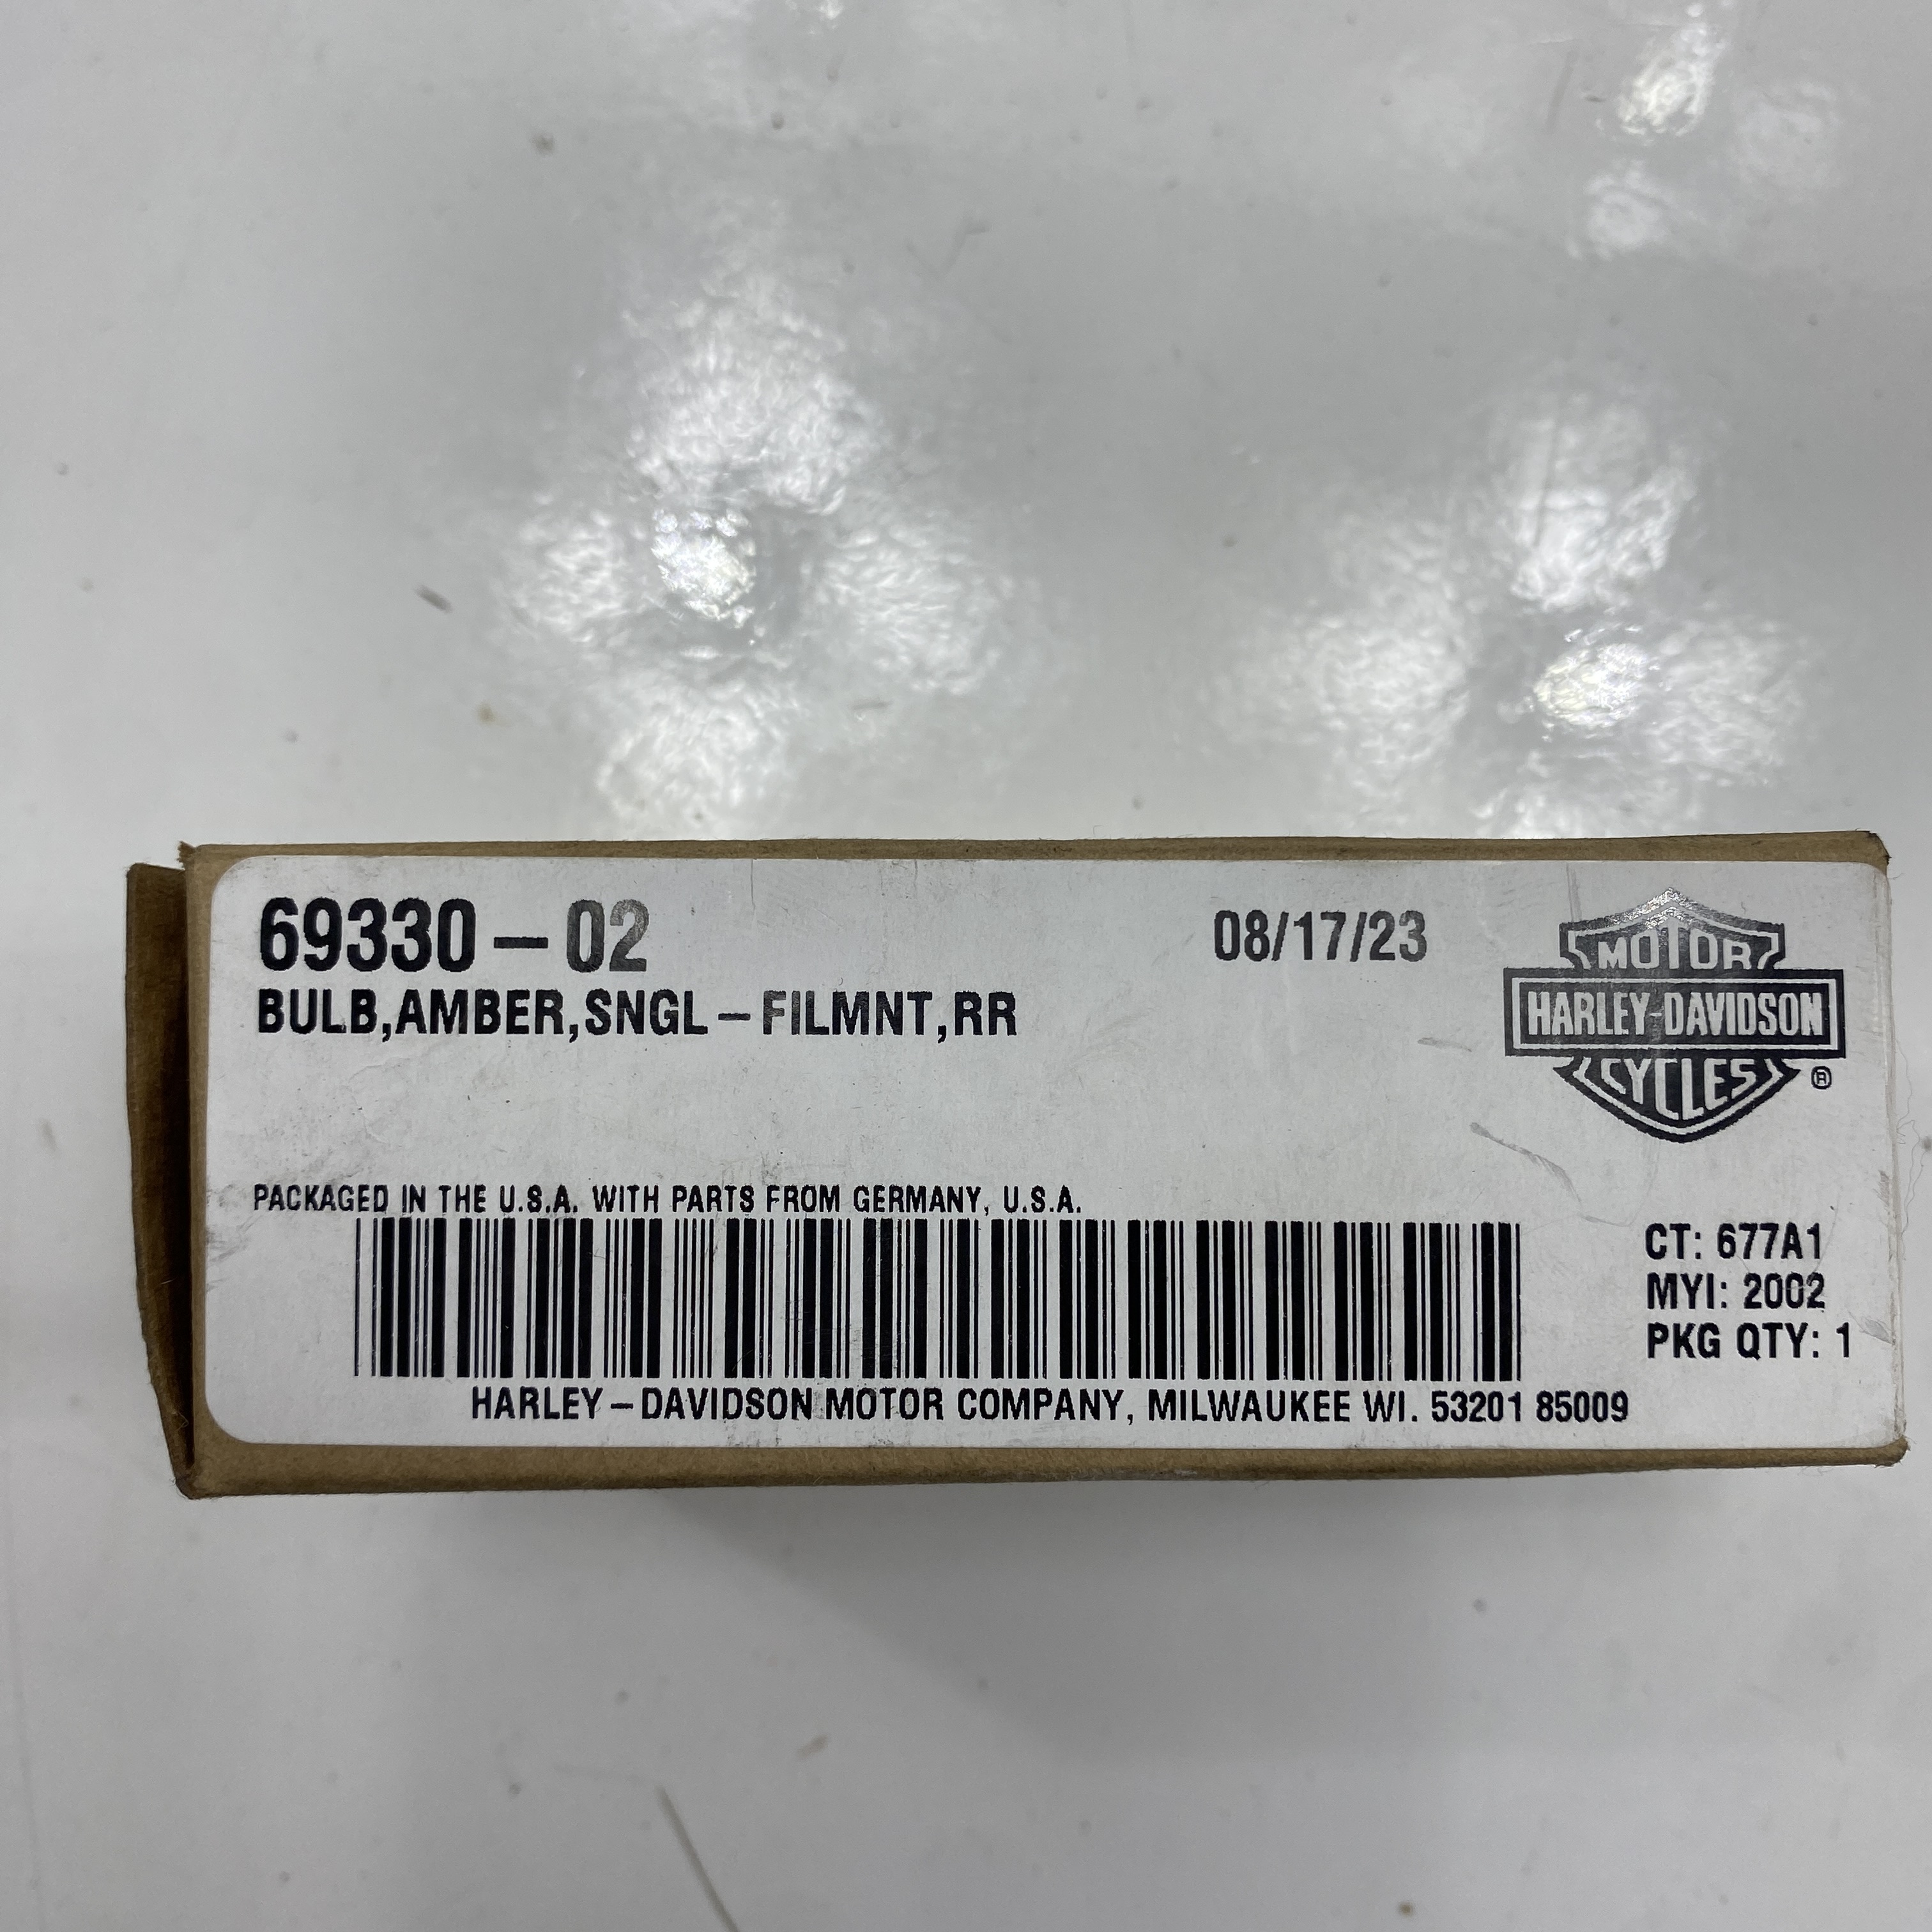 69330-02
08/17/23
BULB,AMBER,SNGL-FILMNT,RR
MOTOR
HARLEY-DAVIDSON
CYCLES
®
PACKAGED IN THE U.S.A. WITH PARTS FROM GERMANY, U.S.A.
CT: 677A1
MYI: 2002
PKG QTY: 1
HARLEY-DAVIDSON MOTOR COMPANY, MILWAUKEE WI. 53201 85009